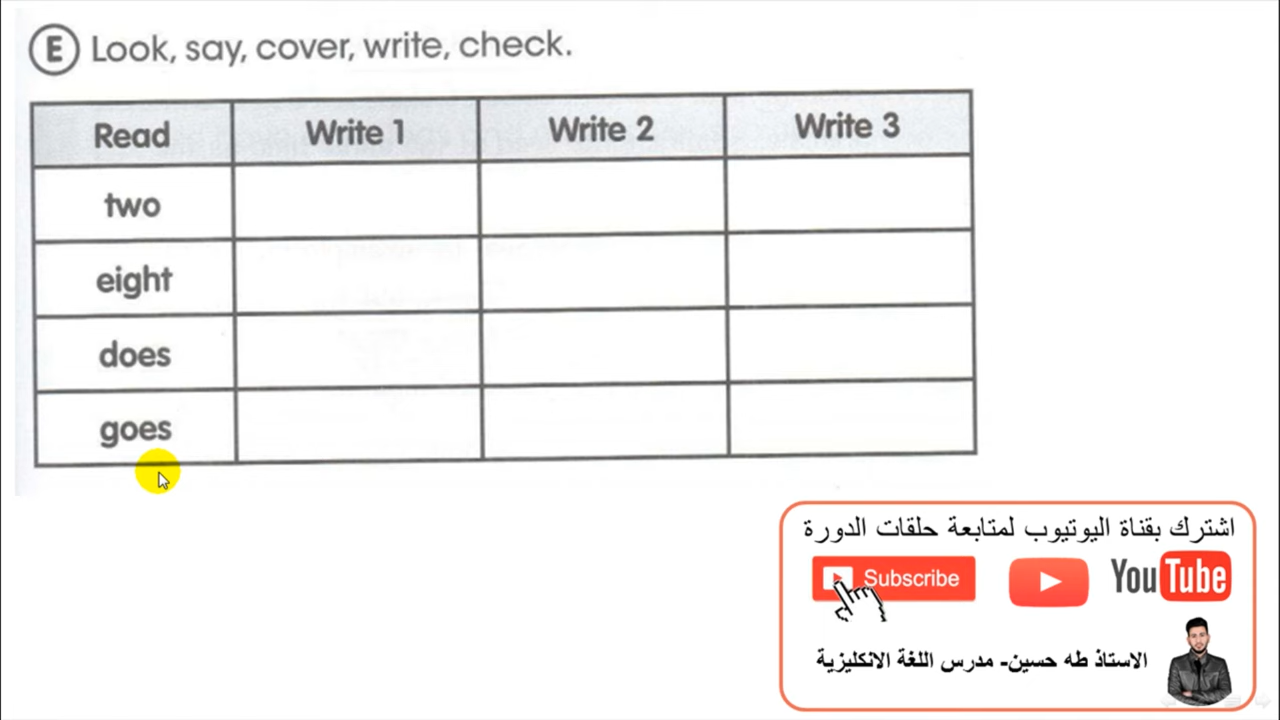 E Look, say, cover, write, check.
Read Write 1 Write 2 Write 3
two
eight
does
goes
اشترك بقناة اليوتيوب لمتابعة حلقات الدورة
Subscribe YouTube
الاستاذ طه حسين- مدرس اللغة الانكليزية